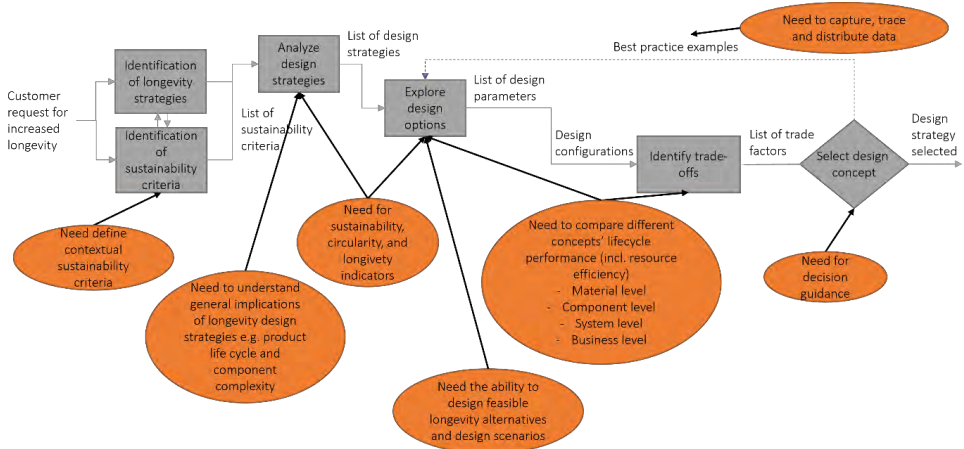 Need to capture, trace
and distribute data
Best practice examples
Analyze
design
strategies
List of design
strategies
Identification
of longevity
strategies
Customer
request for
increased
longevity
Identification
of
sustainability
criteria
List of
sustainability
criteria
Explore
design
options
List of design
parameters
Design
configurations
Identify trade-
offs
List of trade
factors
Select design
concept
Design
strategy
selected
Need define
contextual
sustainability
criteria
Need to understand
general implications
of longevity design
strategies e.g. product
life cycle and
component
complexity
Need for
sustainability,
circularity, and
longivety
indicators
Need to compare different
concepts' lifecycle
performance (incl. resource
efficiency)
- Material level
- Component level
- System level
- Business level
Need for
decision
guidance
Need the ability to
design feasible
longevity alternatives
and design scenarios